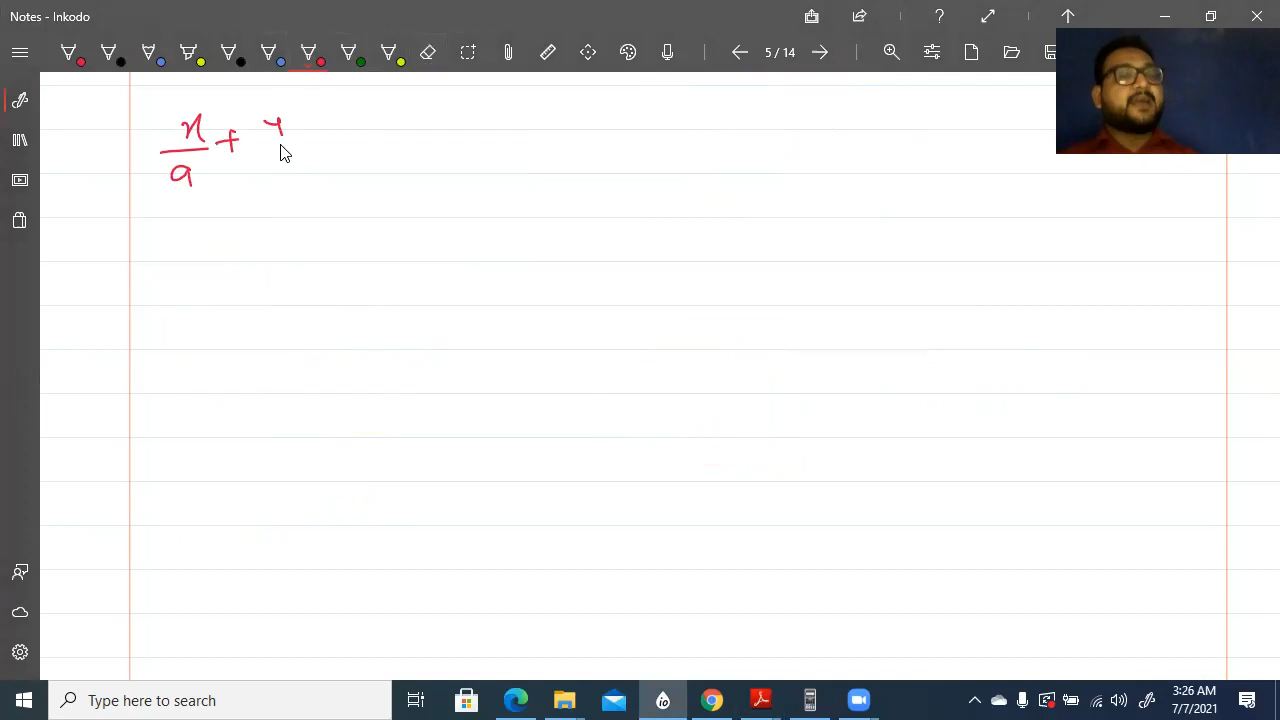 Notes - Inkodo
5 / 14
x/a + y
Type here to search
3:26 AM
7/7/2021